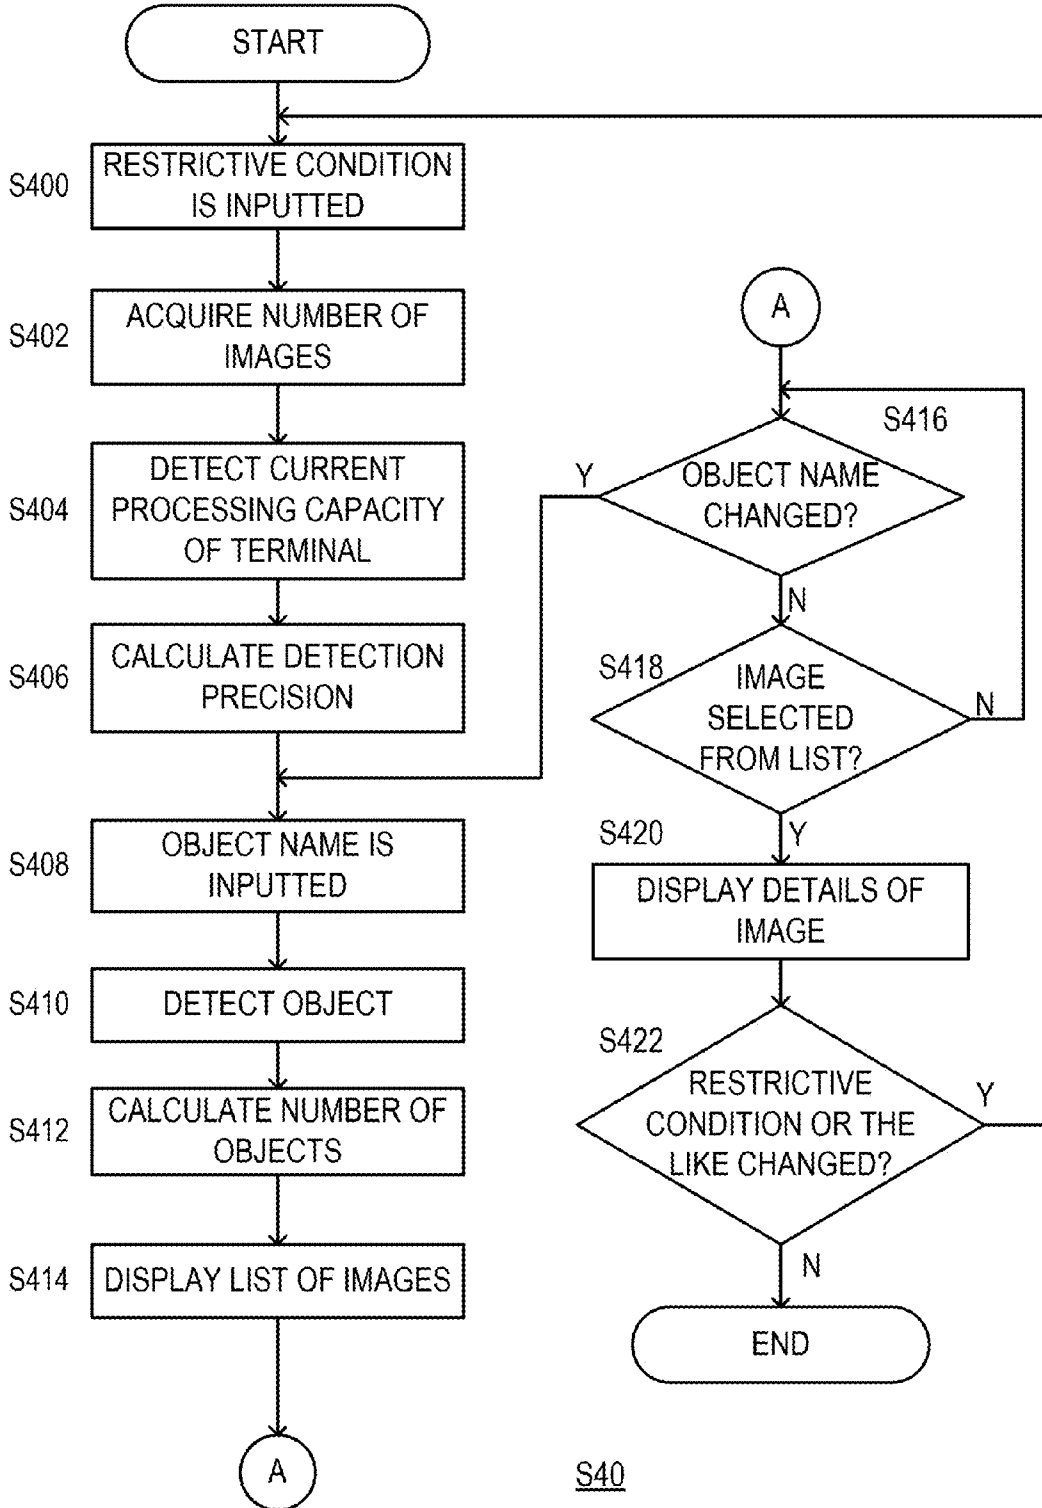 START
S400
RESTRICTIVE CONDITION
IS INPUTTED
S402
ACQUIRE NUMBER OF
IMAGES
S404
DETECT CURRENT
PROCESSING CAPACITY
OF TERMINAL
S406
CALCULATE DETECTION
PRECISION
S408
OBJECT NAME IS
INPUTTED
S410
DETECT OBJECT
S412
CALCULATE NUMBER OF
OBJECTS
S414
DISPLAY LIST OF IMAGES
A
A
S416
OBJECT NAME
CHANGED?
Y
N
S418
IMAGE
SELECTED
FROM LIST?
N
Y
S420
DISPLAY DETAILS OF
IMAGE
S422
RESTRICTIVE
CONDITION OR THE
LIKE CHANGED?
Y
N
END
S40